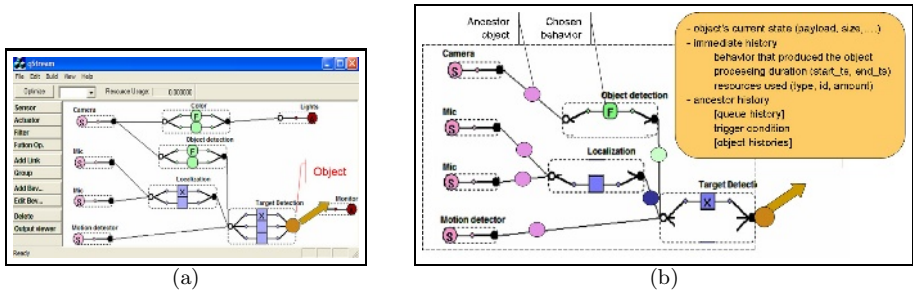 qStream
File Edit Build View Help
Optimize Resource Usage: 0.000000
Sensor
Actuator
Filter
Fution Op.
Add Link
Group
Add Bev...
Edit Bev...
Delete
Output viewer
Ready
Camera
Color
Lights
Object detection
Mic
Localization
Object
Mic
Target Detection
Monitor
Motion detector
S
S
S
S
F
F
X
X
(a)
Ancestor
object
Chosen
behavior
Camera
Object detection
Mic
Localization
Mic
Target Detectio
Motion detector
S
S
S
S
F
X
- object's current state (payload, size, ...)
- immediate history
behavior that produced the object
processing duration (start_ts, end_ts)
resources used (type, id, amount)
- ancestor history
[queue history]
trigger condition
[object histories]
(b)